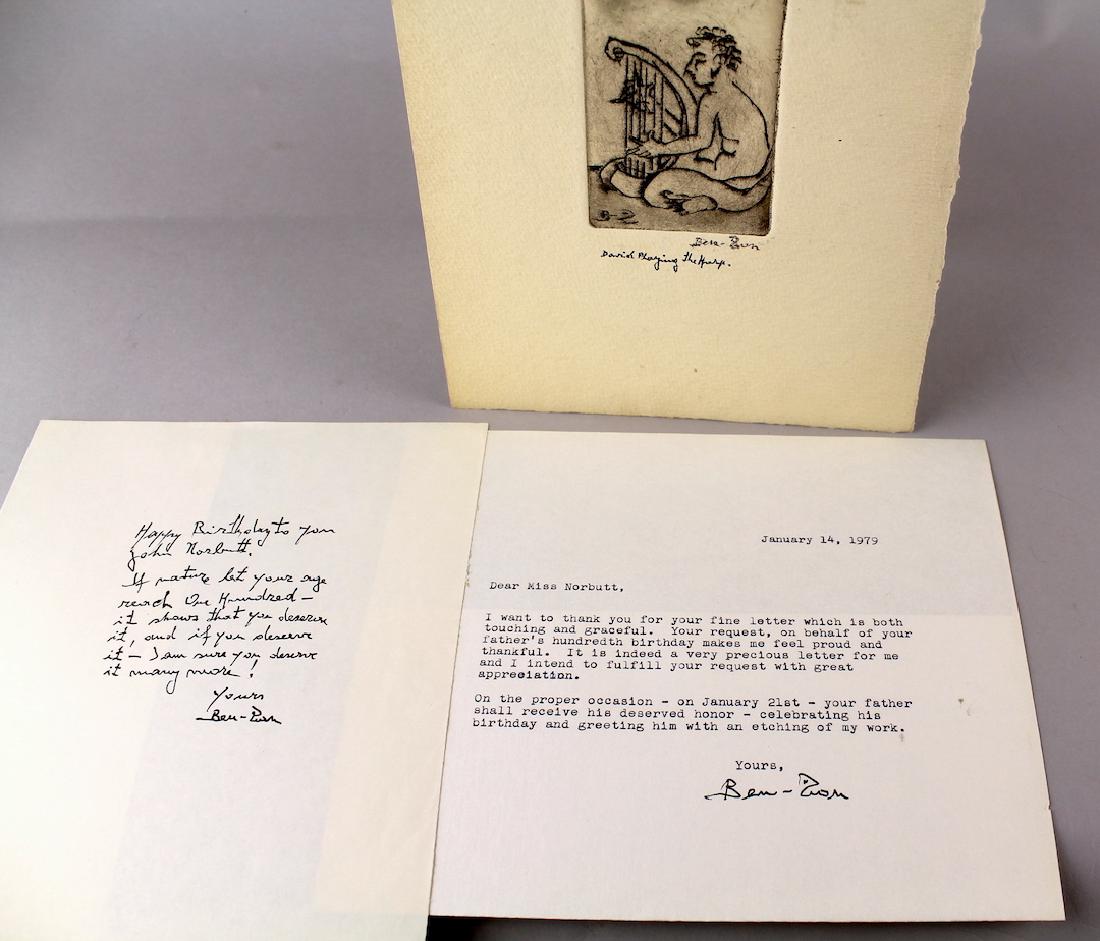 B-Z
Ben-Zion
David Playing the Harp.
Happy Birthday to you
John Norbutt.
If nature let your age
reach One Hundred –
it shows that you deserve
it, and if you deserve
it – I am sure you deserve
it many more!
Yours
Ben-Zion
January 14, 1979
Dear Miss Norbutt,
I want to thank you for your fine letter which is both
touching and graceful. Your request, on behalf of your
father's hundredth birthday makes me feel proud and
thankful. It is indeed a very precious letter for me
and I intend to fulfill your request with great
appreciation.
On the proper occasion - on January 21st - your father
shall receive his deserved honor - celebrating his
birthday and greeting him with an etching of my work.
Yours,
Ben-Zion